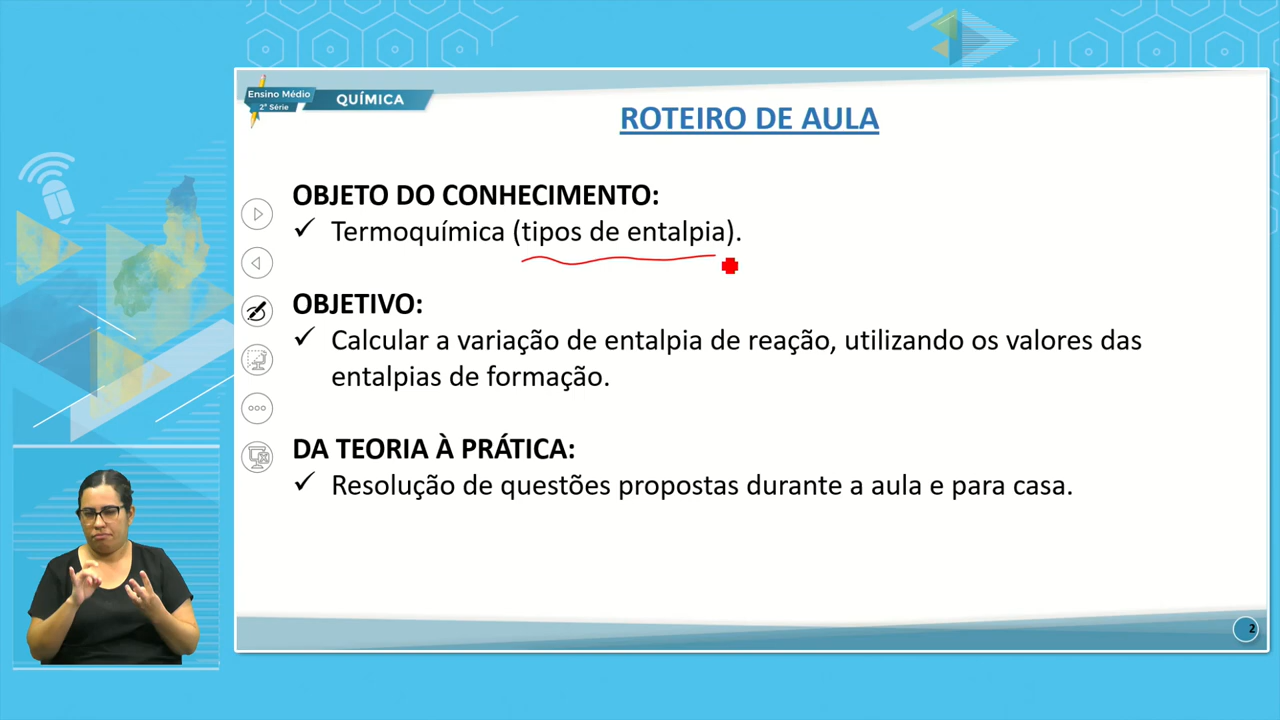 Ensino Médio
2ª Série
QUÍMICA
ROTEIRO DE AULA
OBJETO DO CONHECIMENTO:
✓ Termoquímica (tipos de entalpia).
OBJETIVO:
✓ Calcular a variação de entalpia de reação, utilizando os valores das
entalpias de formação.
DA TEORIA À PRÁTICA:
✓ Resolução de questões propostas durante a aula e para casa.
2